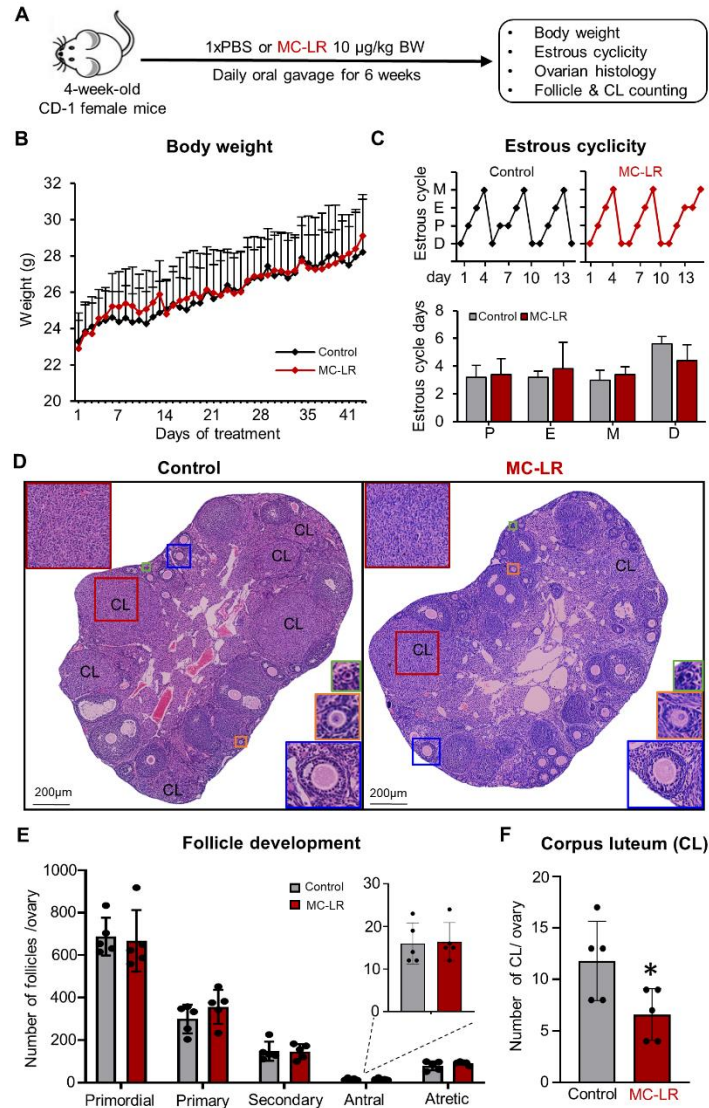 A
1xPBS or MC-LR 10 µg/kg BW
Daily oral gavage for 6 weeks
4-week-old
CD-1 female mice
• Body weight
• Estrous cyclicity
• Ovarian histology
• Follicle & CL counting
B
Body weight
Weight (g)
32
30
28
26
24
22
Control
MC-LR
1 7 14 21 25 28 35 41
Days of treatment
C
Estrous cyclicity
Control MC-LR
Estrous cycle
M
E
P
D
day 1 4 7 10 13 1 4 7 10 13
Estrous cycle days
8
6
4
2
0
Control MC-LR
P E M D
D
Control MC-LR
CL
CL
CL
CL
CL
CL
CL
CL
200µm 200µm
E
Follicle development
Number of follicles /ovary
1000
800
600
400
200
0
Control
MC-LR
30
20
10
0
Primordial Primary Secondary Antral Atretic
F
Corpus luteum (CL)
Number of CL/ ovary
20
15
10
5
0
*
Control MC-LR